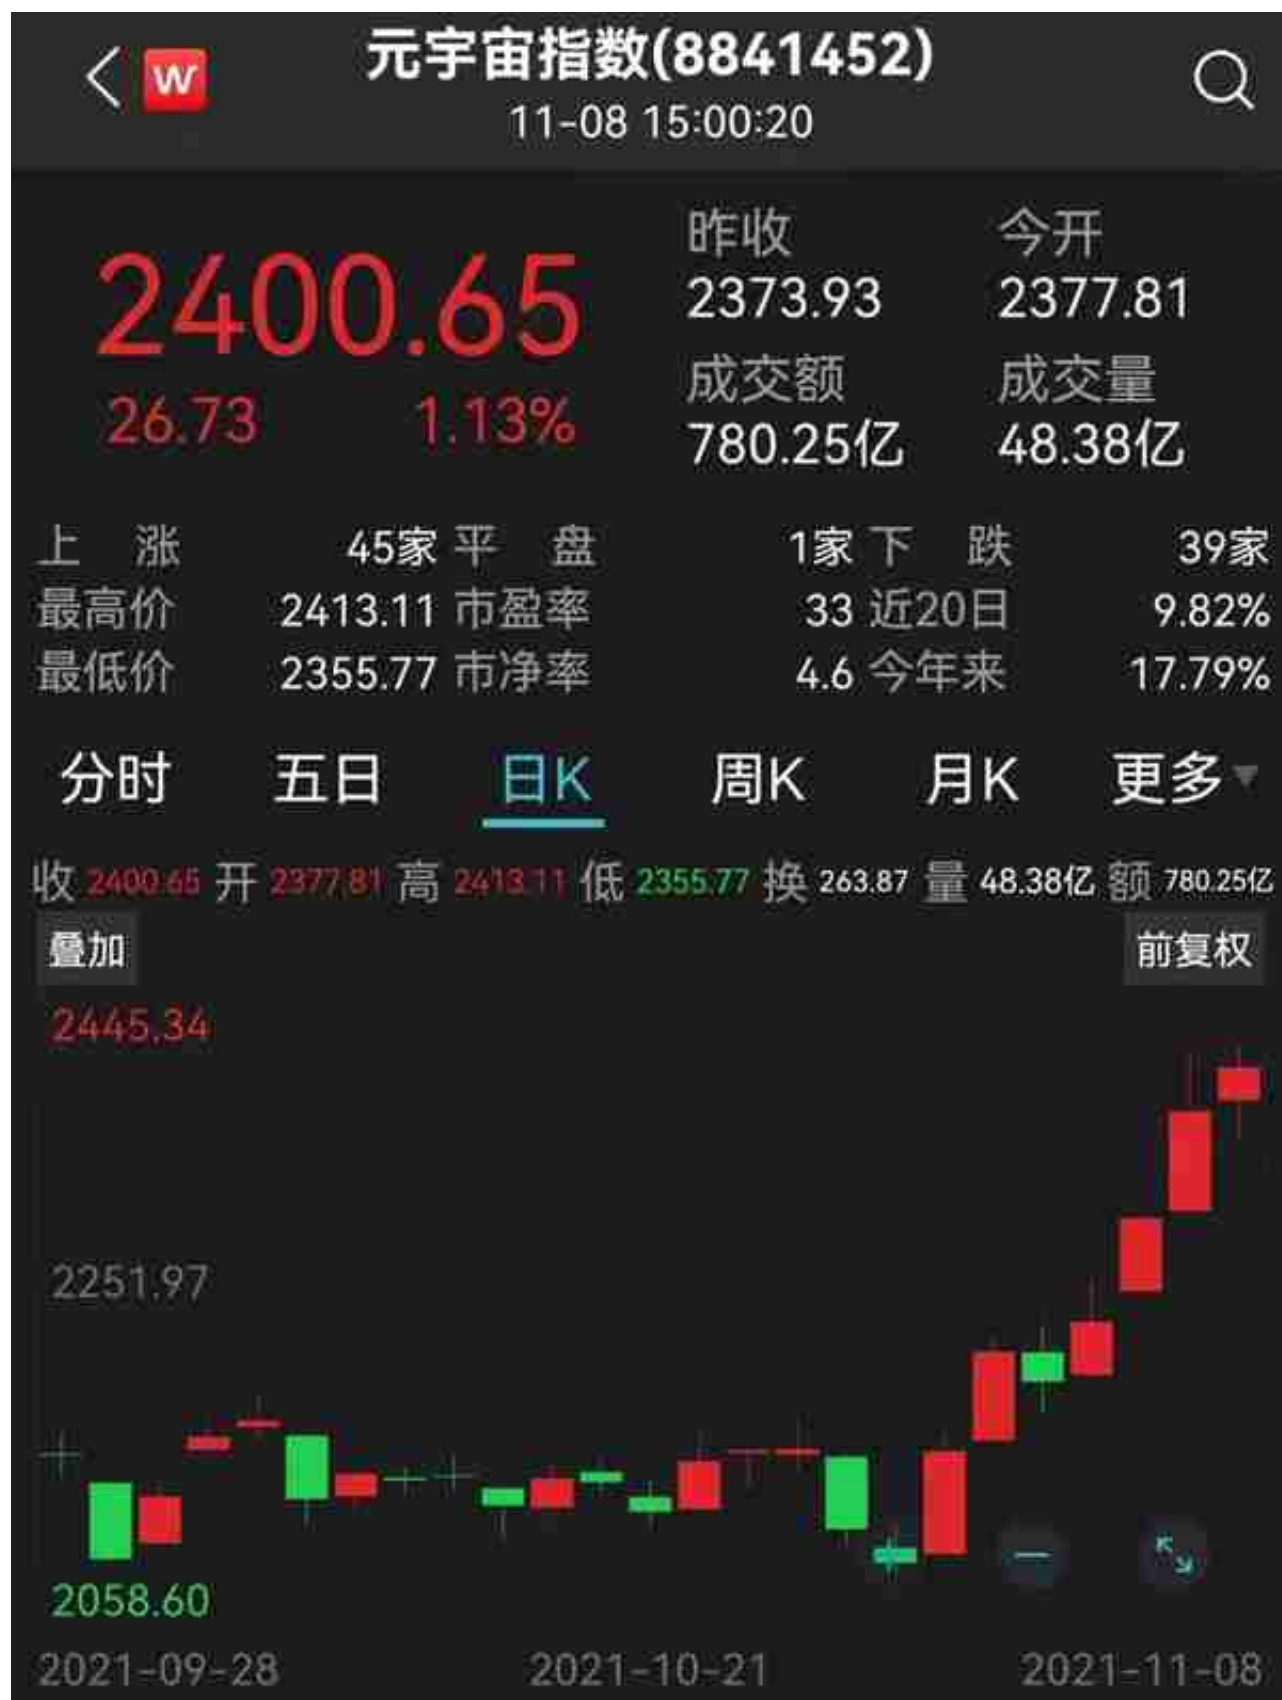 元宇宙指数(8841452)
W
11-08 15:00:20
2400.65
26.73 1.13%
昨收 今开
2373.93 2377.81
成交额 成交量
780.25亿 48.38亿
上涨 45家 平盘 1家 下跌 39家
最高价 2413.11 市盈率 33 近20日 9.82%
最低价 2355.77 市净率 4.6 今年来 17.79%
分时 五日 日K 周K 月K 更多
收 2400.65 开 2377.81 高 2413.11 低 2355.77 换 263.87 量 48.38亿 额 780.25亿
叠加 前复权
2445.34
2251.97
2058.60
2021-09-28 2021-10-21 2021-11-08